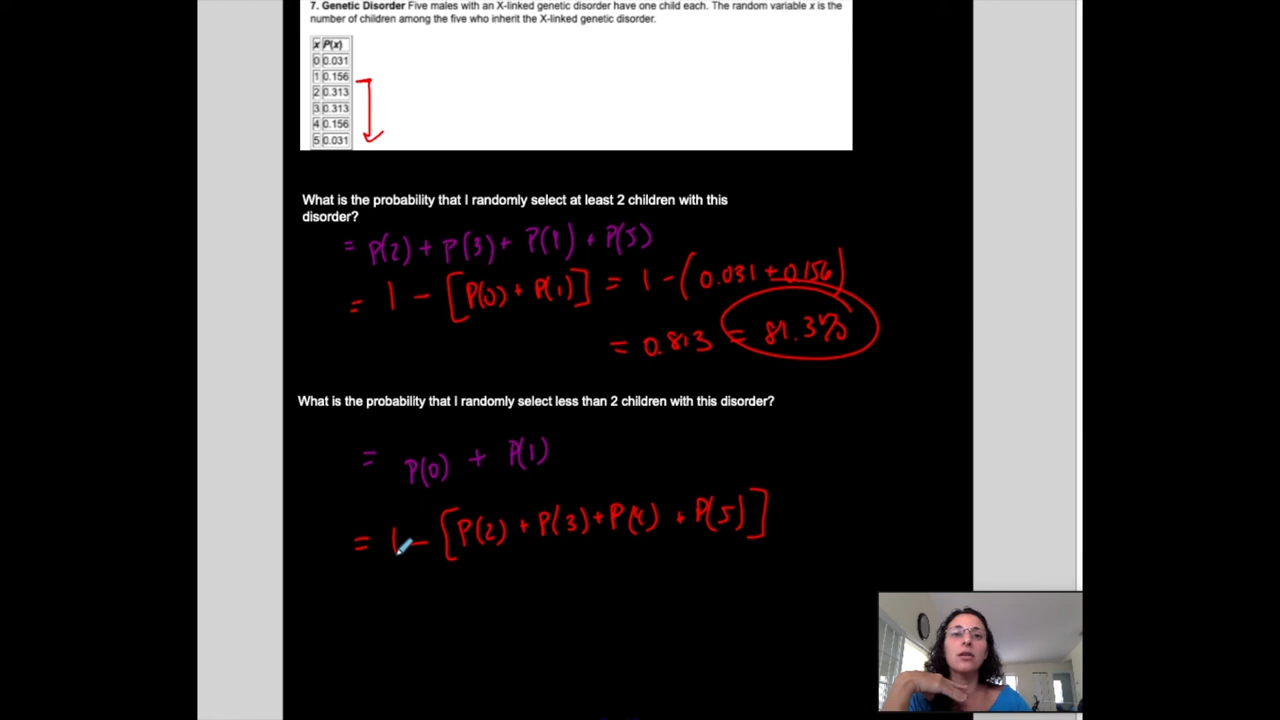 7. Genetic Disorder Five males with an X-linked genetic disorder have one child each. The random variable x is the
number of children among the five who inherit the X-linked genetic disorder.
x P(x)
0 0.031
1 0.156
2 0.313
3 0.313
4 0.156
5 0.031
What is the probability that I randomly select at least 2 children with this
disorder?
= P(2) + P(3) + P(4) + P(5)
= 1 - [P(0) + P(1)] = 1 - (0.031 + 0.156)
= 0.813 = 81.3%
What is the probability that I randomly select less than 2 children with this disorder?
= P(0) + P(1)
= 1 - [P(2) + P(3) + P(4) + P(5)]